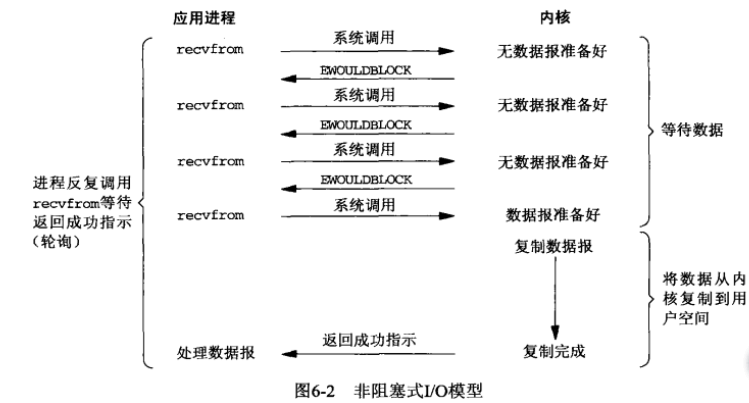 应用进程
内核
recvfrom
系统调用
无数据报准备好
EWOULDBLOCK
recvfrom
系统调用
无数据报准备好
EWOULDBLOCK
recvfrom
系统调用
无数据报准备好
EWOULDBLOCK
recvfrom
系统调用
数据报准备好
等待数据
进程反复调用
recvfrom等待
返回成功指示
（轮询）
复制数据报
将数据从内
核复制到用
户空间
处理数据报
返回成功指示
复制完成
图6-2 非阻塞式I/O模型